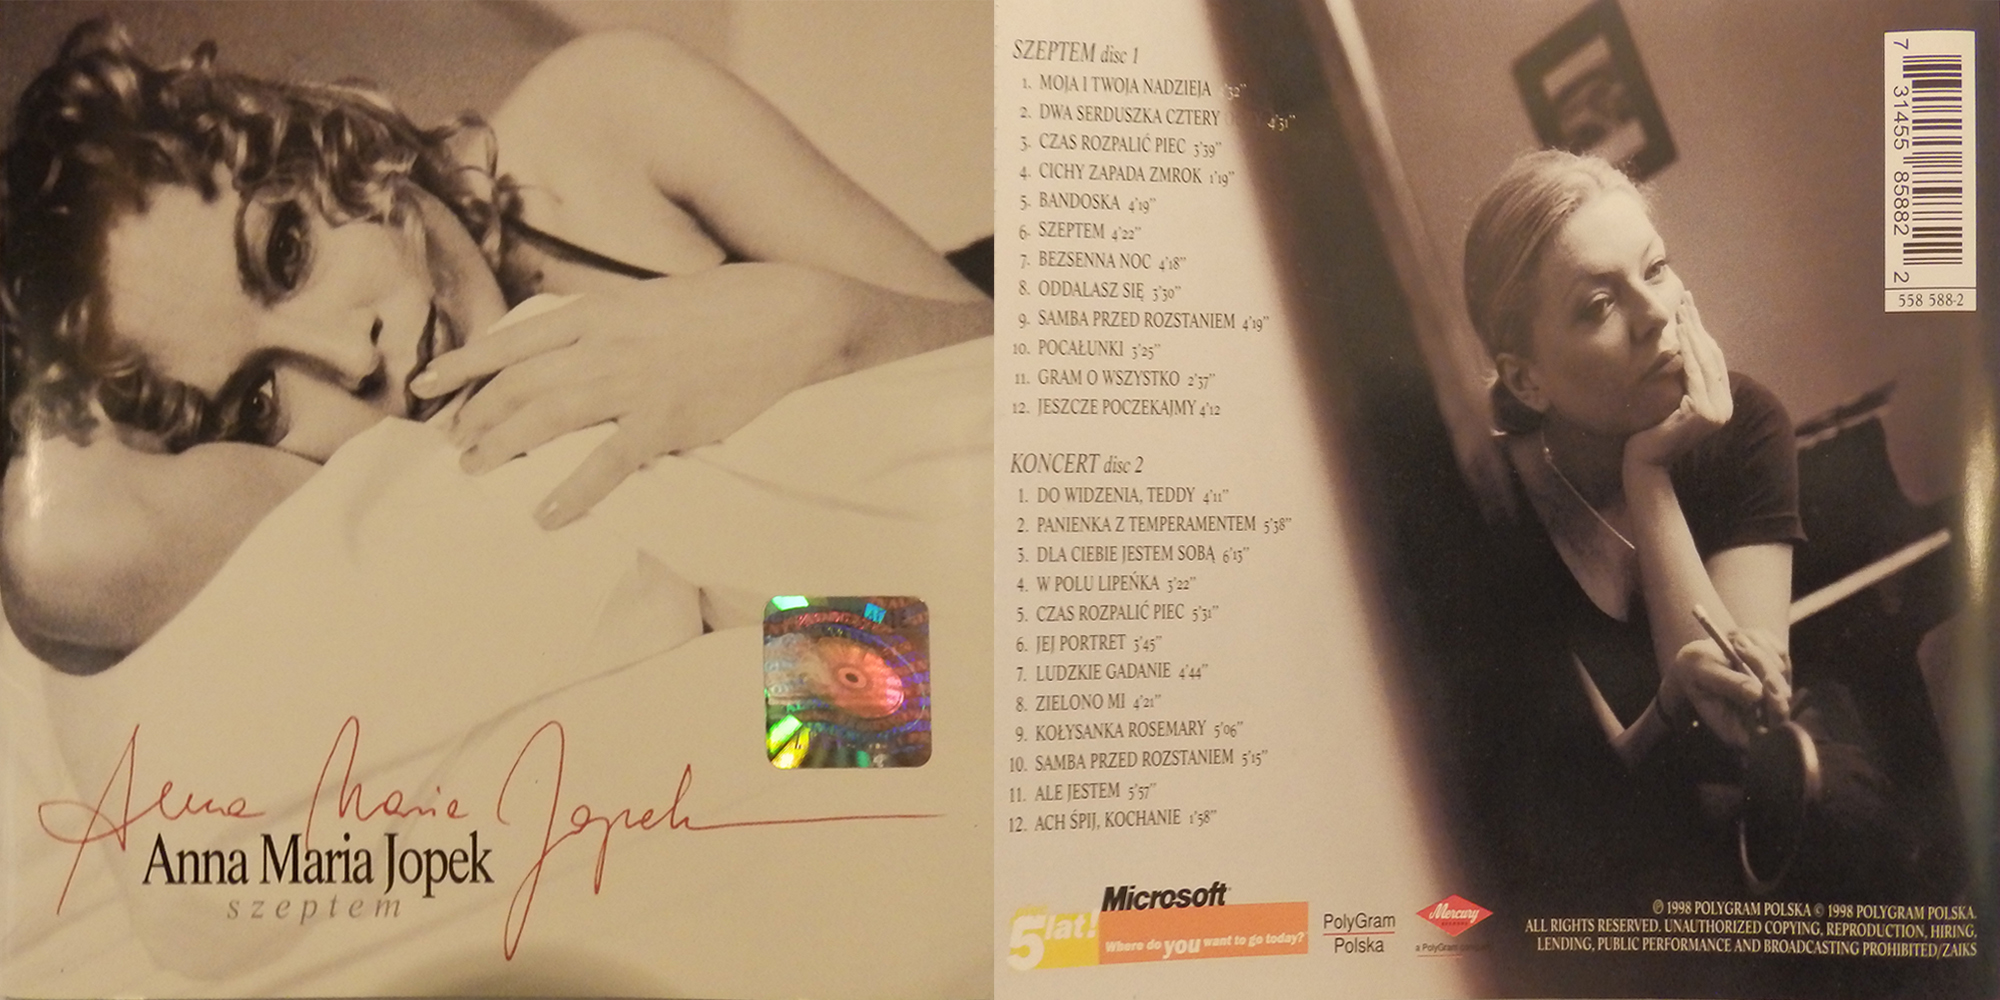 Anna Maria Jopek
Anna Maria Jopek
szeptem
SZEPTEM disc 1
1. MOJA I TWOJA NADZIEJA
2. DWA SERDUSZKA CZTERY 4'31"
3. CZAS ROZPALIĆ PIEC 3'39"
4. CICHY ZAPADA ZMROK 1'19"
5. BANDOSKA 4'19"
6. SZEPTEM 4'22"
7. BEZSENNA NOC 4'18"
8. ODDALASZ SIĘ 3'30"
9. SAMBA PRZED ROZSTANIEM 4'19"
10. POCAŁUNKI 3'25"
11. GRAM O WSZYSTKO 2'37"
12. JESZCZE POCZEKAJMY 4'12
KONCERT disc 2
1. DO WIDZENIA, TEDDY 4'11"
2. PANIENKA Z TEMPERAMENTEM 5'38"
3. DLA CIEBIE JESTEM SOBĄ 6'13"
4. W POLU LIPEŃKA 3'22"
5. CZAS ROZPALIĆ PIEC 5'31"
6. JEJ PORTRET 3'45"
7. LUDZKIE GADANIE 4'44"
8. ZIELONO MI 4'21"
9. KOŁYSANKA ROSEMARY 5'06"
10. SAMBA PRZED ROZSTANIEM 5'15"
11. ALE JESTEM 5'57"
12. ACH ŚPIJ, KOCHANIE 1'58"
7 31455 85882 2
558 588-2
5 lat!
Microsoft
Where do you want to go today?
PolyGram
Polska
Mercury
a PolyGram
℗ 1998 POLYGRAM POLSKA © 1998 POLYGRAM POLSKA.
ALL RIGHTS RESERVED. UNAUTHORIZED COPYING, REPRODUCTION, HIRING,
LENDING, PUBLIC PERFORMANCE AND BROADCASTING PROHIBITED/ZAIKS